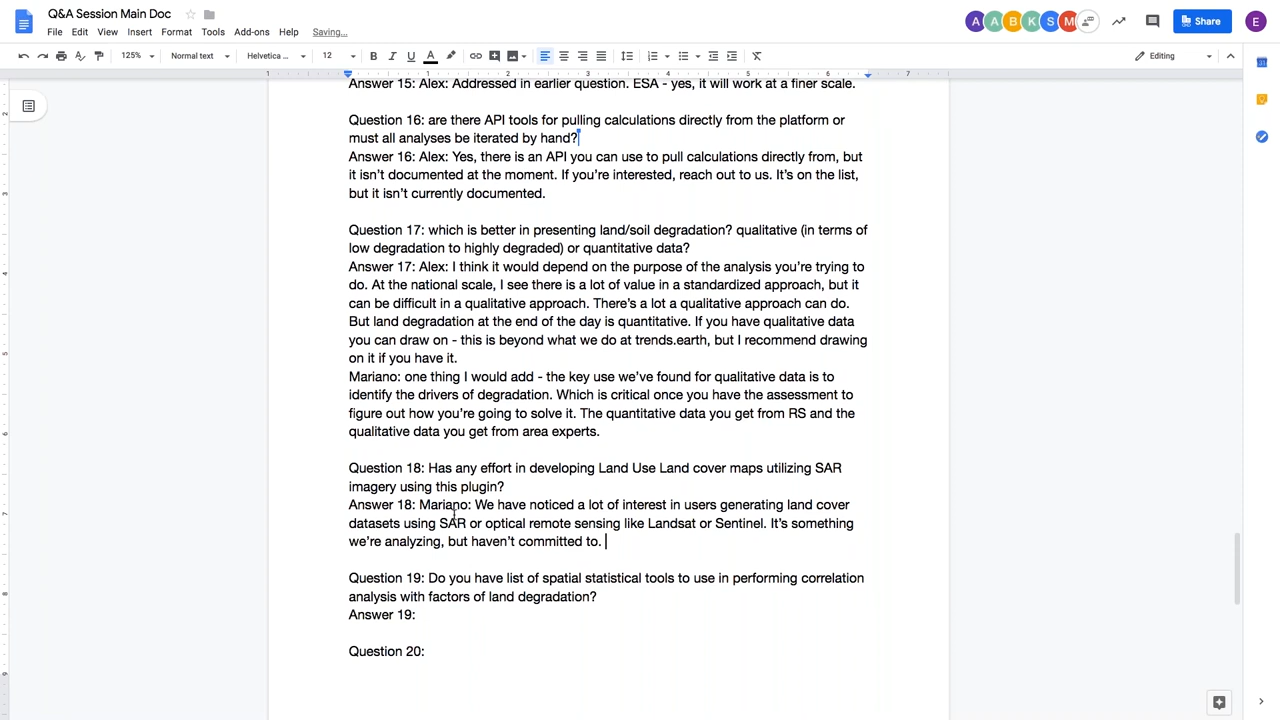 Q&A Session Main Doc
File Edit View Insert Format Tools Add-ons Help Saving...
A A B K S M Share E
125% Normal text Helvetica ... 12 B I U A Editing
1 1 2 3 4 5 6 7
Answer 15: Alex: Addressed in earlier question. ESA - yes, it will work at a finer scale.
Question 16: are there API tools for pulling calculations directly from the platform or
must all analyses be iterated by hand?
Answer 16: Alex: Yes, there is an API you can use to pull calculations directly from, but
it isn't documented at the moment. If you're interested, reach out to us. It's on the list,
but it isn't currently documented.
Question 17: which is better in presenting land/soil degradation? qualitative (in terms of
low degradation to highly degraded) or quantitative data?
Answer 17: Alex: I think it would depend on the purpose of the analysis you're trying to
do. At the national scale, I see there is a lot of value in a standardized approach, but it
can be difficult in a qualitative approach. There's a lot a qualitative approach can do.
But land degradation at the end of the day is quantitative. If you have qualitative data
you can draw on - this is beyond what we do at trends.earth, but I recommend drawing
on it if you have it.
Mariano: one thing I would add - the key use we've found for qualitative data is to
identify the drivers of degradation. Which is critical once you have the assessment to
figure out how you're going to solve it. The quantitative data you get from RS and the
qualitative data you get from area experts.
Question 18: Has any effort in developing Land Use Land cover maps utilizing SAR
imagery using this plugin?
Answer 18: Mariano: We have noticed a lot of interest in users generating land cover
datasets using SAR or optical remote sensing like Landsat or Sentinel. It's something
we're analyzing, but haven't committed to.
Question 19: Do you have list of spatial statistical tools to use in performing correlation
analysis with factors of land degradation?
Answer 19:
Question 20: